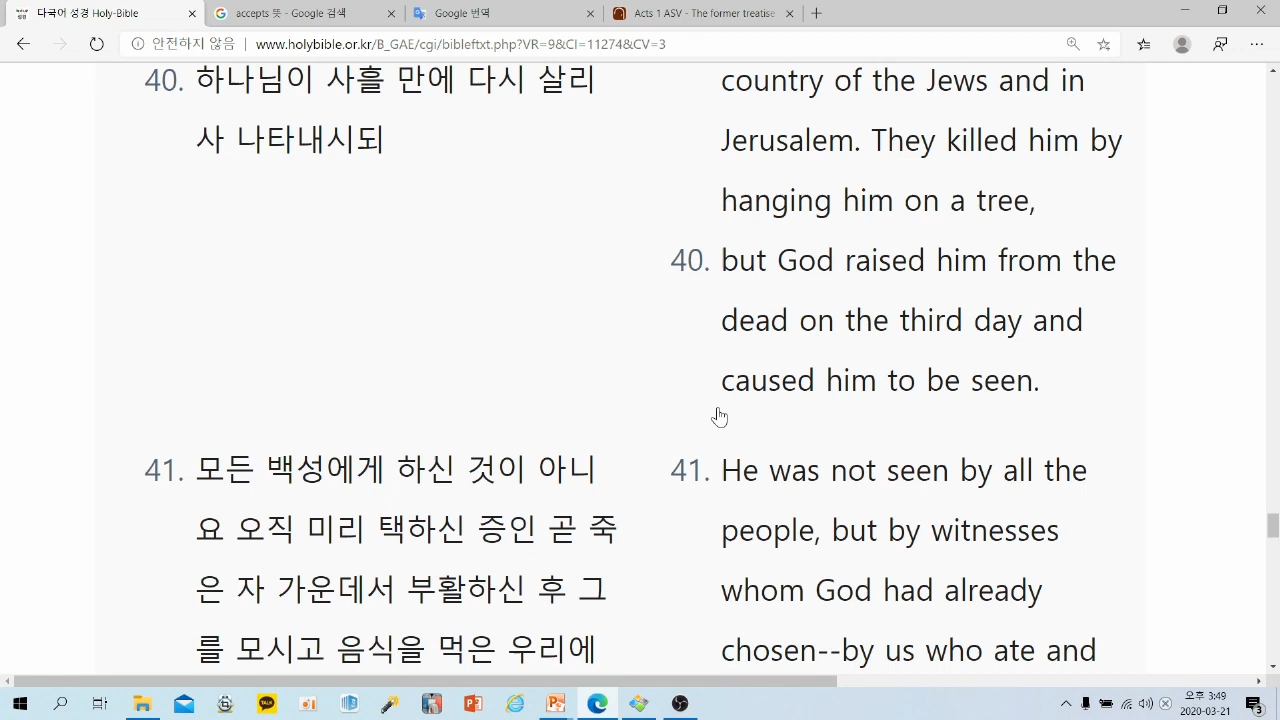 다국어 성경 Holy-Bible
accepts 뜻 - Google 검색
Google 번역
Acts 1 ASV - The former treatise
안전하지 않음
www.holybible.or.kr/B_GAE/cgi/bibleftxt.php?VR=9&CI=11274&CV=3
40. 하나님이 사흘 만에 다시 살리
사 나타내시되
41. 모든 백성에게 하신 것이 아니
요 오직 미리 택하신 증인 곧 죽
은 자 가운데서 부활하신 후 그
를 모시고 음식을 먹은 우리에
country of the Jews and in
Jerusalem. They killed him by
hanging him on a tree,
40. but God raised him from the
dead on the third day and
caused him to be seen.
41. He was not seen by all the
people, but by witnesses
whom God had already
chosen--by us who ate and
TALK
오후 3:49
2020-03-21
3